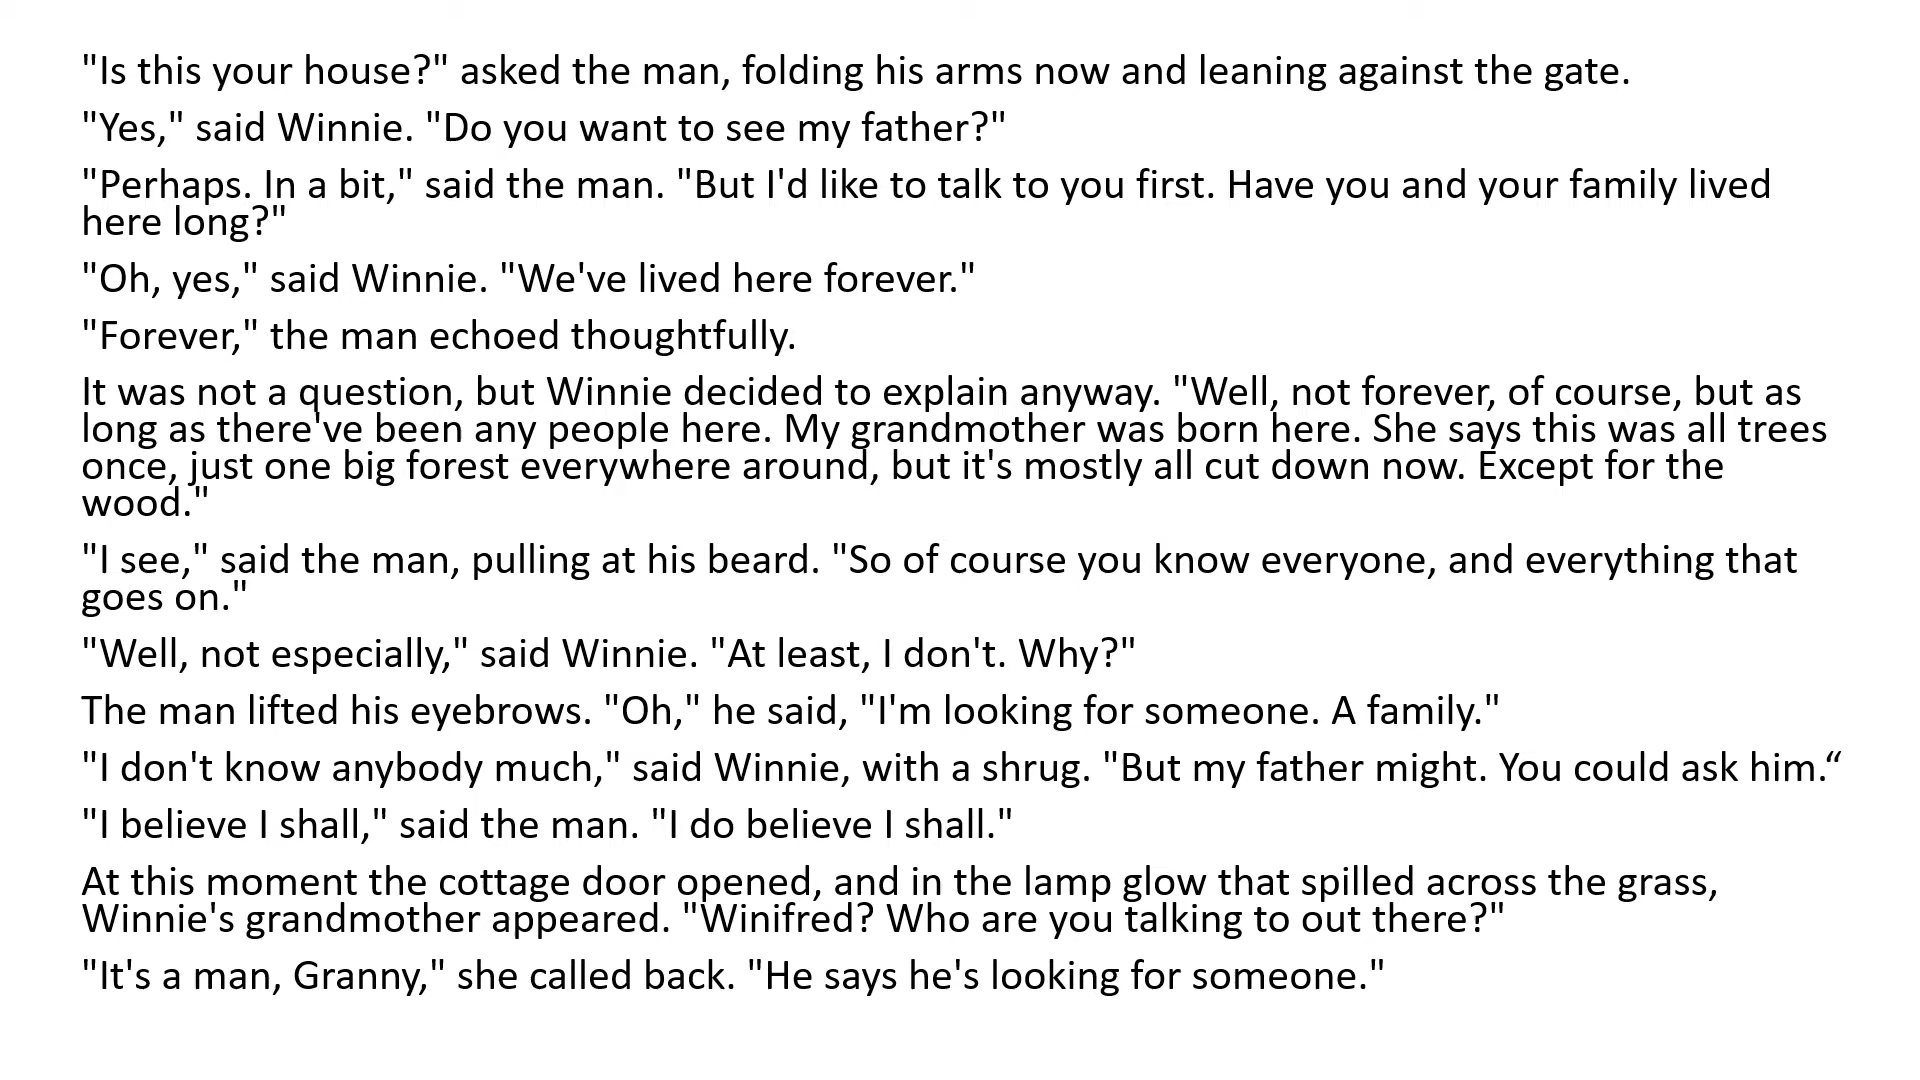 "Is this your house?" asked the man, folding his arms now and leaning against the gate.
"Yes," said Winnie. "Do you want to see my father?"
"Perhaps. In a bit," said the man. "But I'd like to talk to you first. Have you and your family lived
here long?"
"Oh, yes," said Winnie. "We've lived here forever."
"Forever," the man echoed thoughtfully.
It was not a question, but Winnie decided to explain anyway. "Well, not forever, of course, but as
long as there've been any people here. My grandmother was born here. She says this was all trees
once, just one big forest everywhere around, but it's mostly all cut down now. Except for the
wood."
"I see," said the man, pulling at his beard. "So of course you know everyone, and everything that
goes on."
"Well, not especially," said Winnie. "At least, I don't. Why?"
The man lifted his eyebrows. "Oh," he said, "I'm looking for someone. A family."
"I don't know anybody much," said Winnie, with a shrug. "But my father might. You could ask him.“
"I believe I shall," said the man. "I do believe I shall."
At this moment the cottage door opened, and in the lamp glow that spilled across the grass,
Winnie's grandmother appeared. "Winifred? Who are you talking to out there?"
"It's a man, Granny," she called back. "He says he's looking for someone."